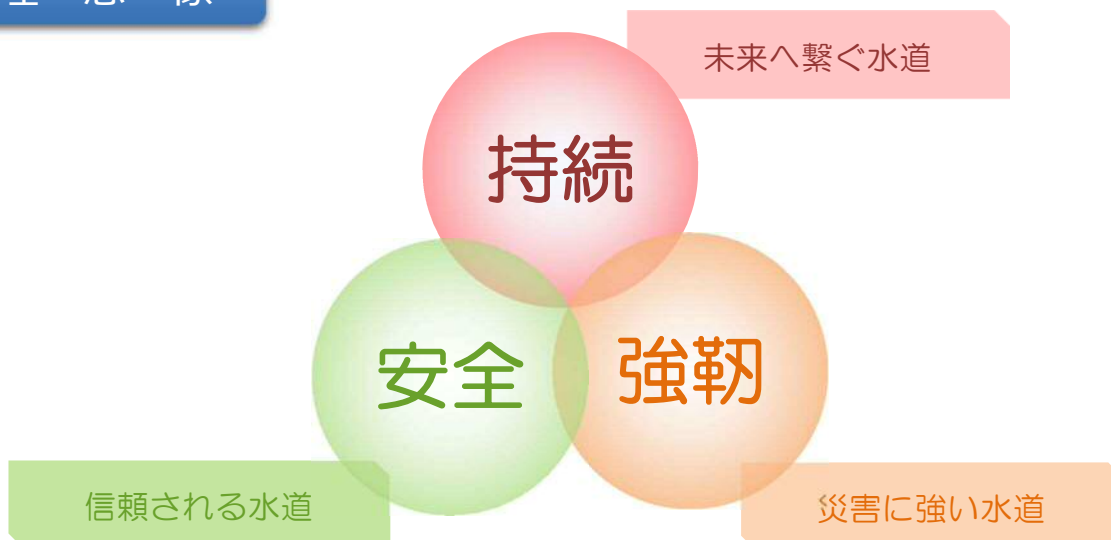 未来へ繋ぐ水道
持続
安全
強靭
信頼される水道
災害に強い水道